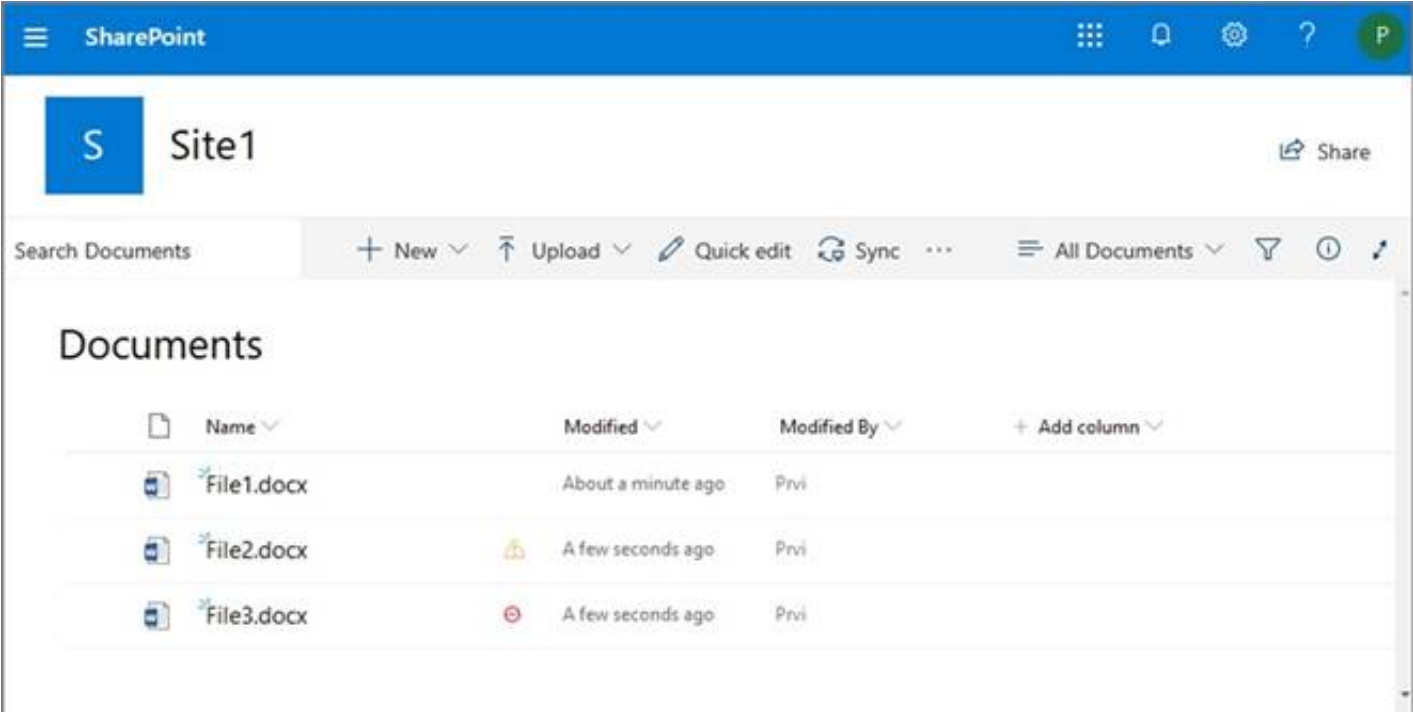 SharePoint ? P
S Site1 Share
Search Documents New Upload Quick edit Sync ... All Documents
Documents
Name Modified Modified By + Add column
File1.docx About a minute ago Prvi
File2.docx A few seconds ago Prvi
File3.docx A few seconds ago Prvi